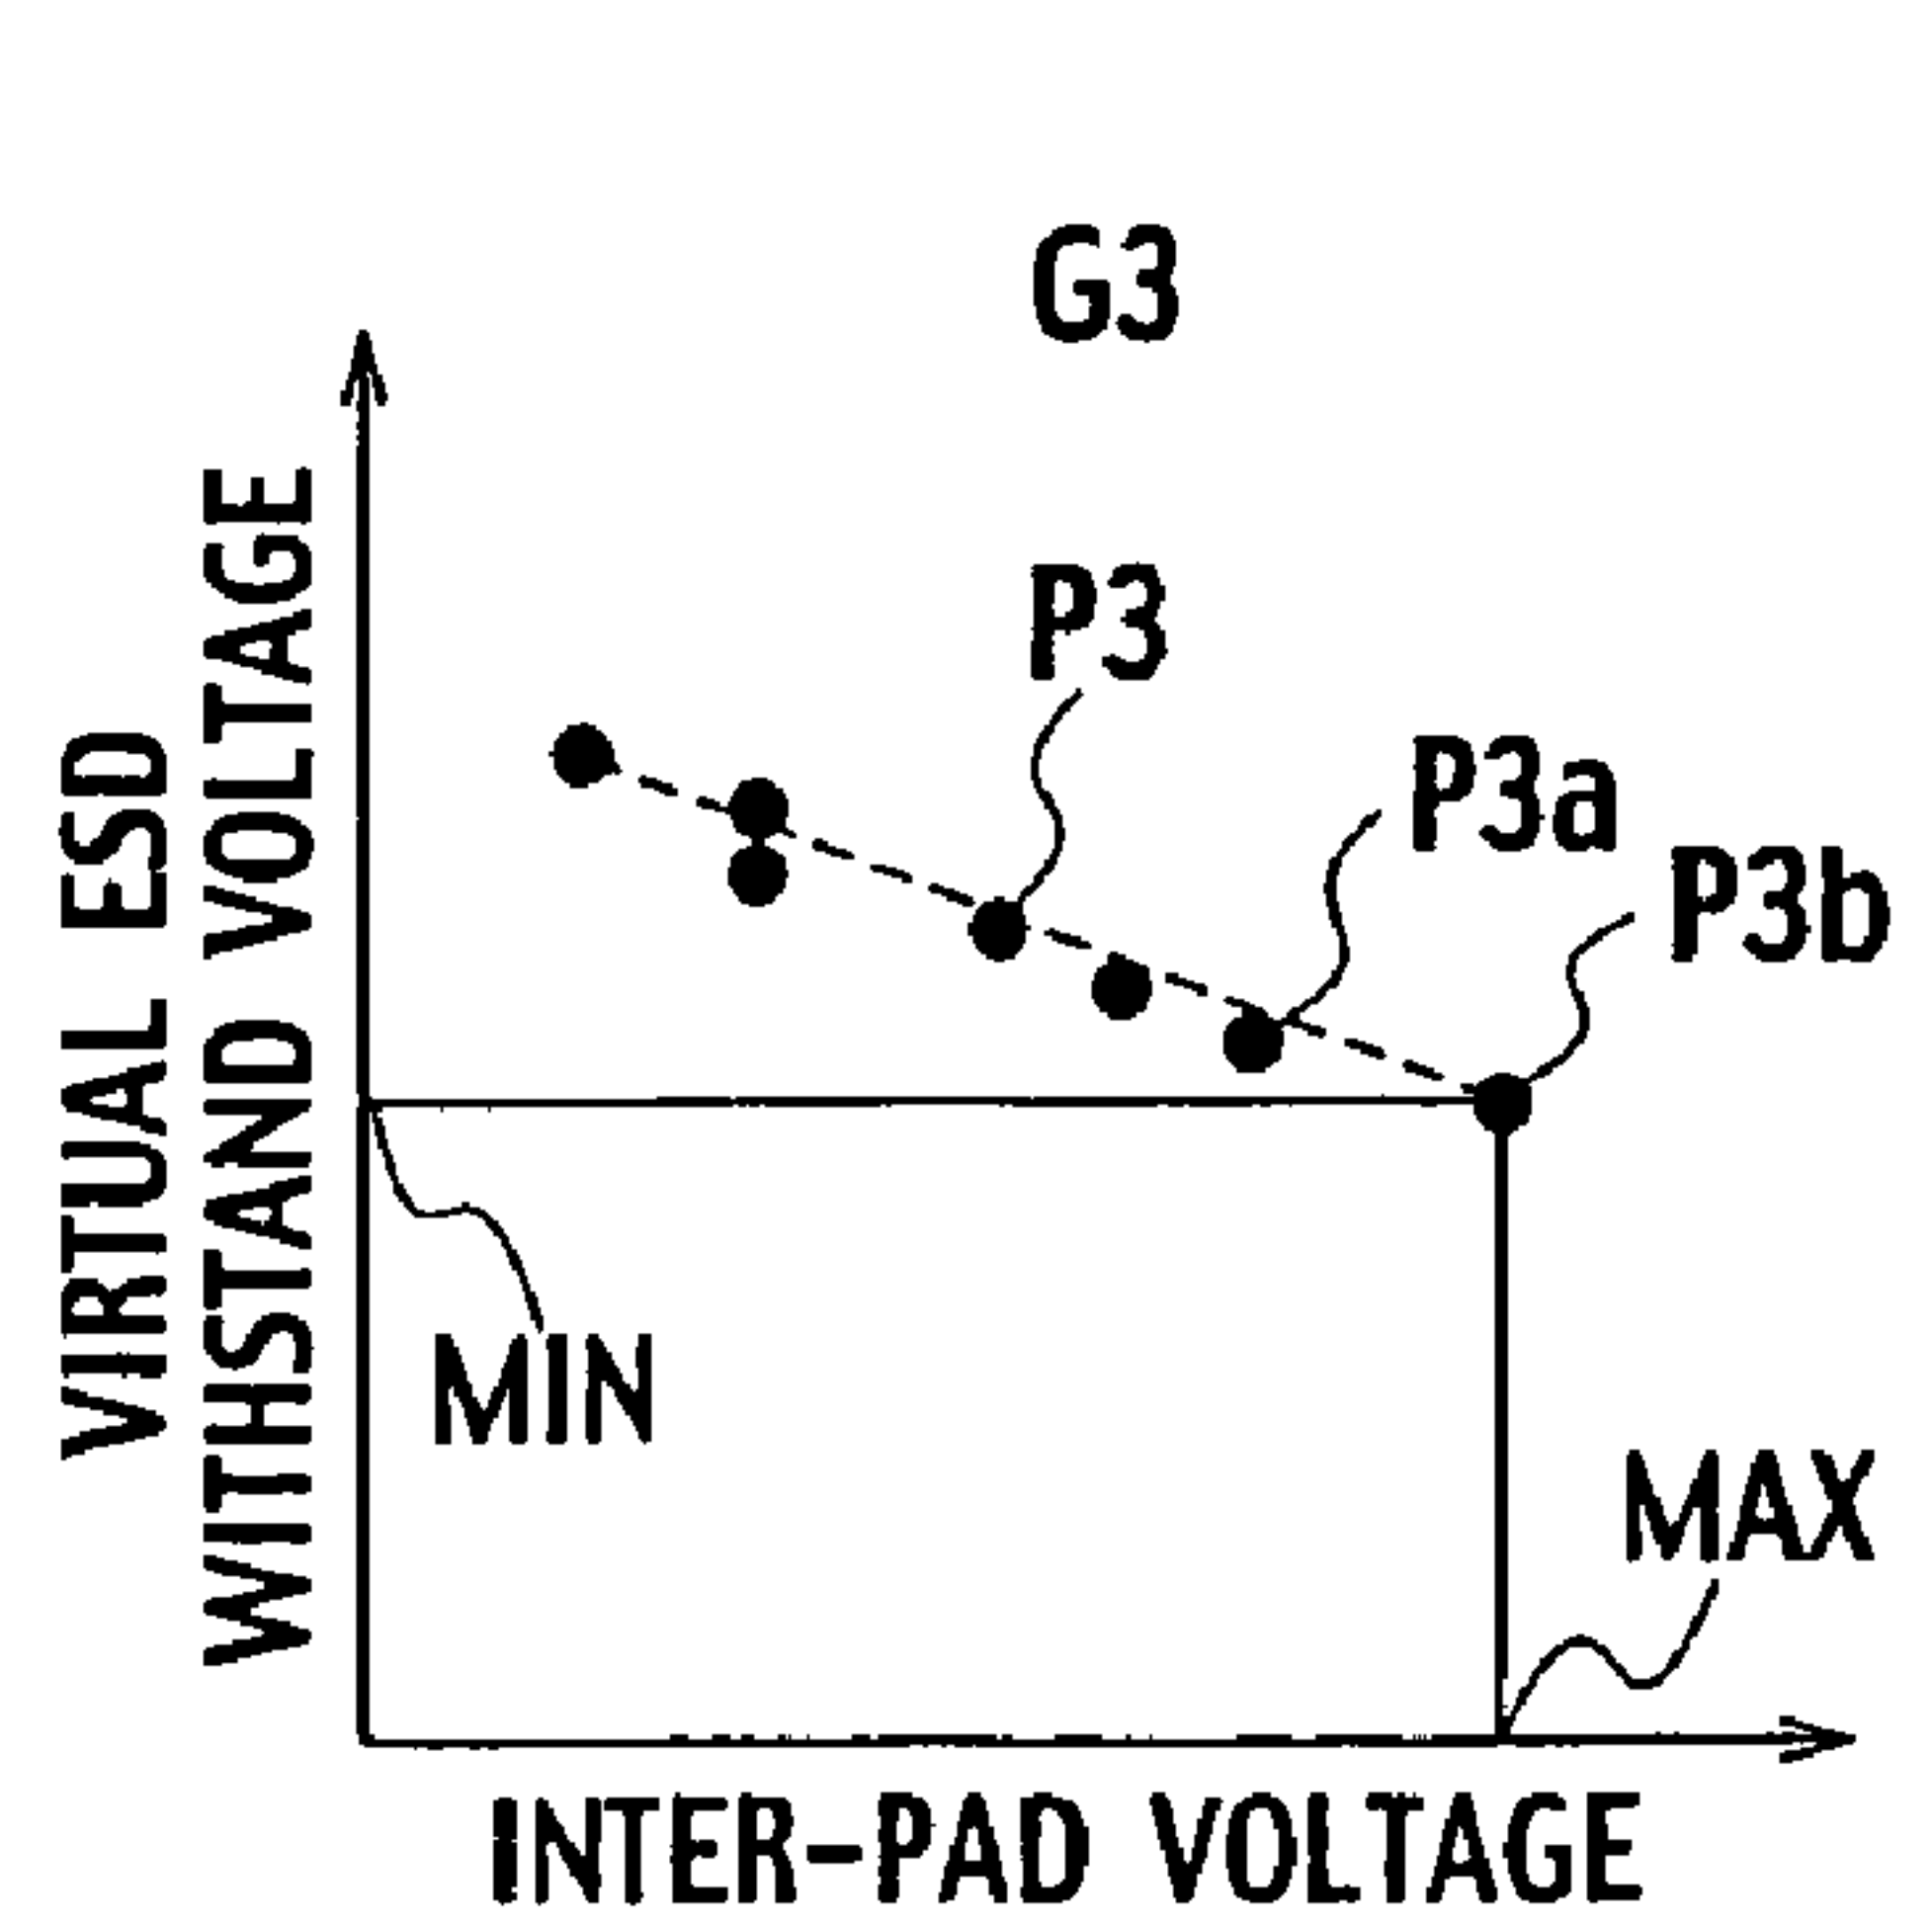 G3
P3
P3a
P3b
VIRTUAL ESD
WITHSTAND VOLTAGE
MIN
MAX
INTER-PAD VOLTAGE